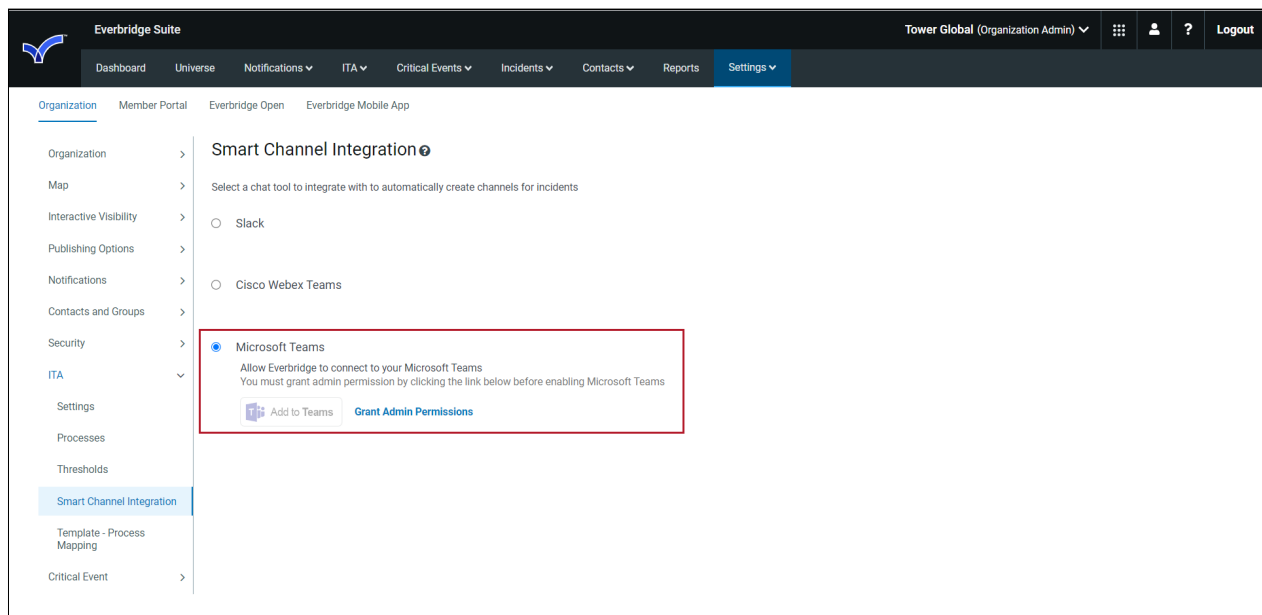 Everbridge Suite
Tower Global (Organization Admin)
?
Logout
Dashboard
Universe
Notifications
ITA
Critical Events
Incidents
Contacts
Reports
Settings
Organization
Member Portal
Everbridge Open
Everbridge Mobile App
Organization
Map
Interactive Visibility
Publishing Options
Notifications
Contacts and Groups
Security
ITA
Settings
Processes
Thresholds
Smart Channel Integration
Template - Process
Mapping
Critical Event
Smart Channel Integration ?
Select a chat tool to integrate with to automatically create channels for incidents
Slack
Cisco Webex Teams
Microsoft Teams
Allow Everbridge to connect to your Microsoft Teams
You must grant admin permission by clicking the link below before enabling Microsoft Teams
T Add to Teams
Grant Admin Permissions